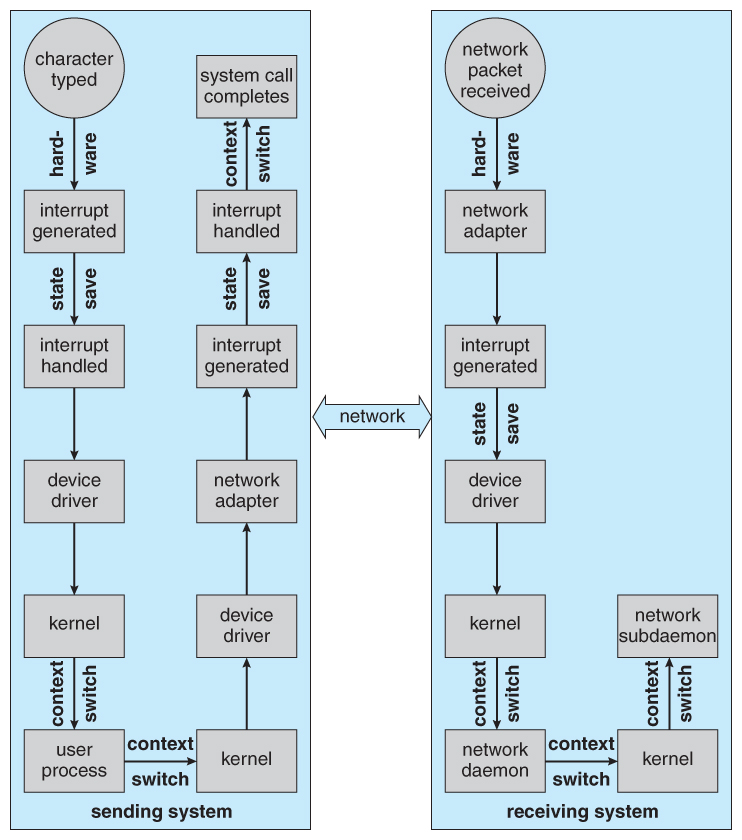 character
typed
hard-
ware
interrupt
generated
state
save
interrupt
handled
device
driver
kernel
context
switch
user
process
context
switch
kernel
device
driver
network
adapter
interrupt
generated
state
save
interrupt
handled
context
switch
system call
completes
sending system
network
network
packet
received
hard-
ware
network
adapter
interrupt
generated
state
save
device
driver
kernel
context
switch
network
daemon
context
switch
kernel
context
switch
network
subdaemon
receiving system